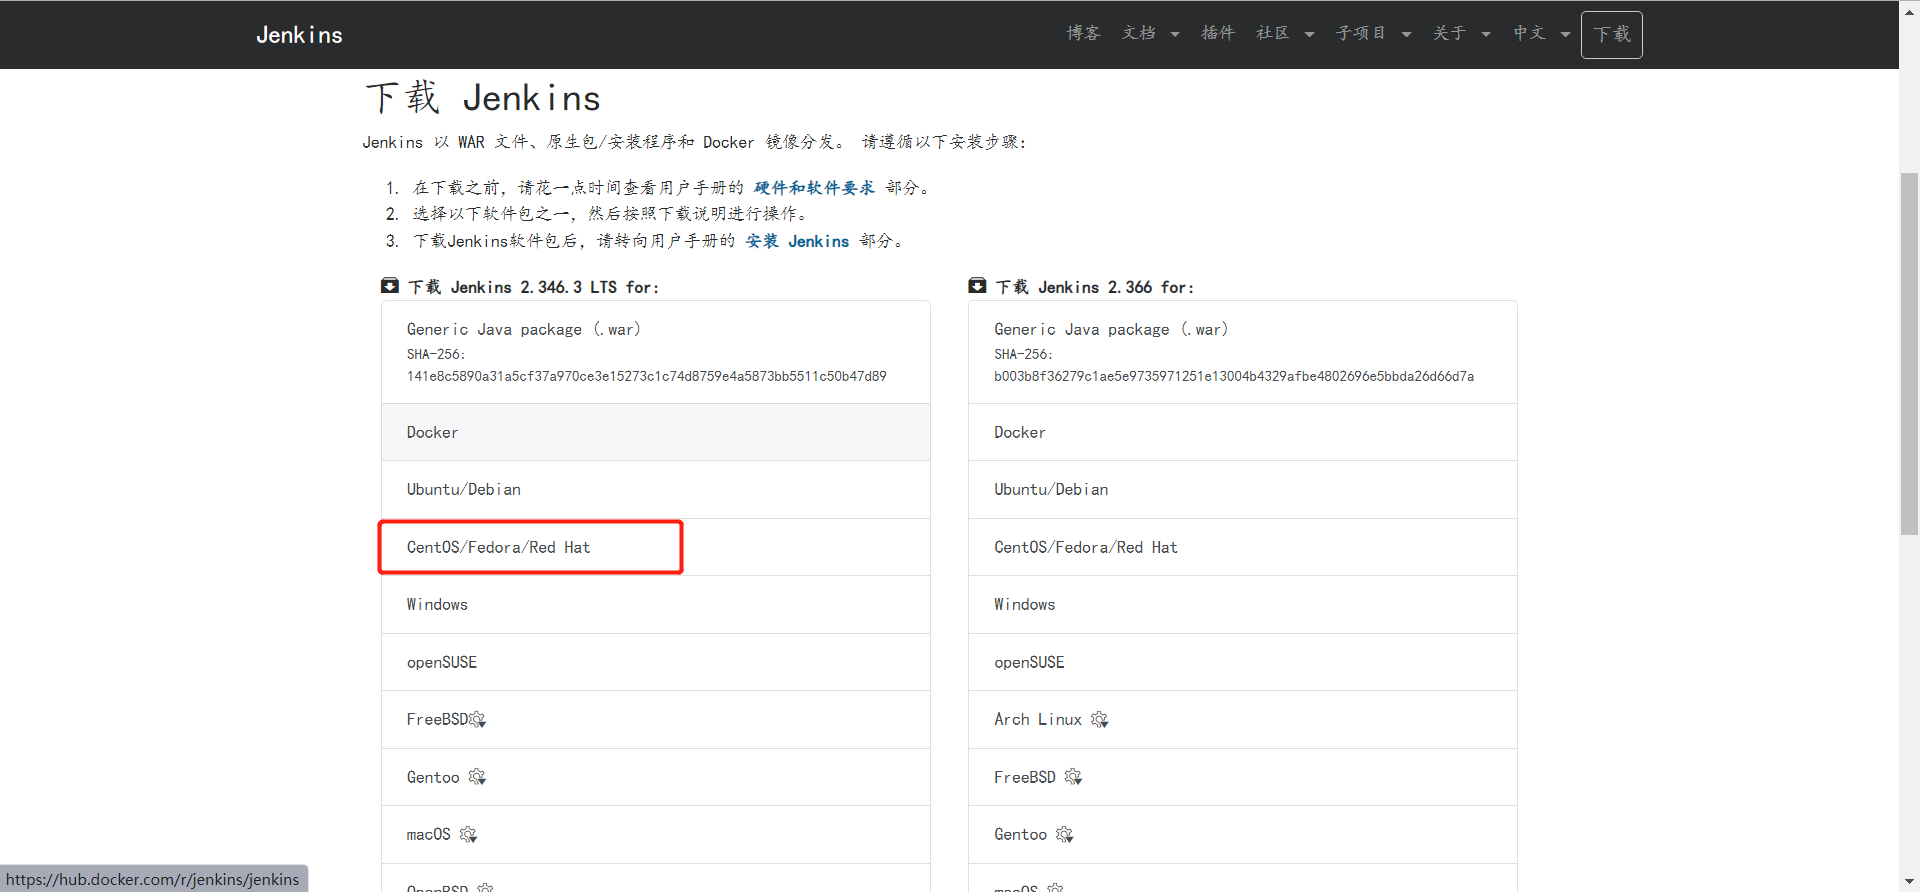 Jenkins
博客 文档 插件 社区 子项目 关于 中文 下载
下载 Jenkins
Jenkins 以 WAR 文件、原生包/安装程序和 Docker 镜像分发。 请遵循以下安装步骤:
1. 在下载之前, 请花一点时间查看用户手册的 硬件和软件要求 部分。
2. 选择以下软件包之一, 然后按照下载说明进行操作。
3. 下载Jenkins软件包后, 请转向用户手册的 安装 Jenkins 部分。
下载 Jenkins 2.346.3 LTS for:
Generic Java package (.war)
SHA-256:
141e8c5890a31a5cf37a970ce3e15273c1c74d8759e4a5873bb5511c50b47d89
Docker
Ubuntu/Debian
CentOS/Fedora/Red Hat
Windows
openSUSE
FreeBSD
Gentoo
macOS
OpenBSD
下载 Jenkins 2.366 for:
Generic Java package (.war)
SHA-256:
b003b8f36279c1ae5e9735971251e13004b4329afbe4802696e5bbda26d66d7a
Docker
Ubuntu/Debian
CentOS/Fedora/Red Hat
Windows
openSUSE
Arch Linux
FreeBSD
Gentoo
macOS
https://hub.docker.com/r/jenkins/jenkins